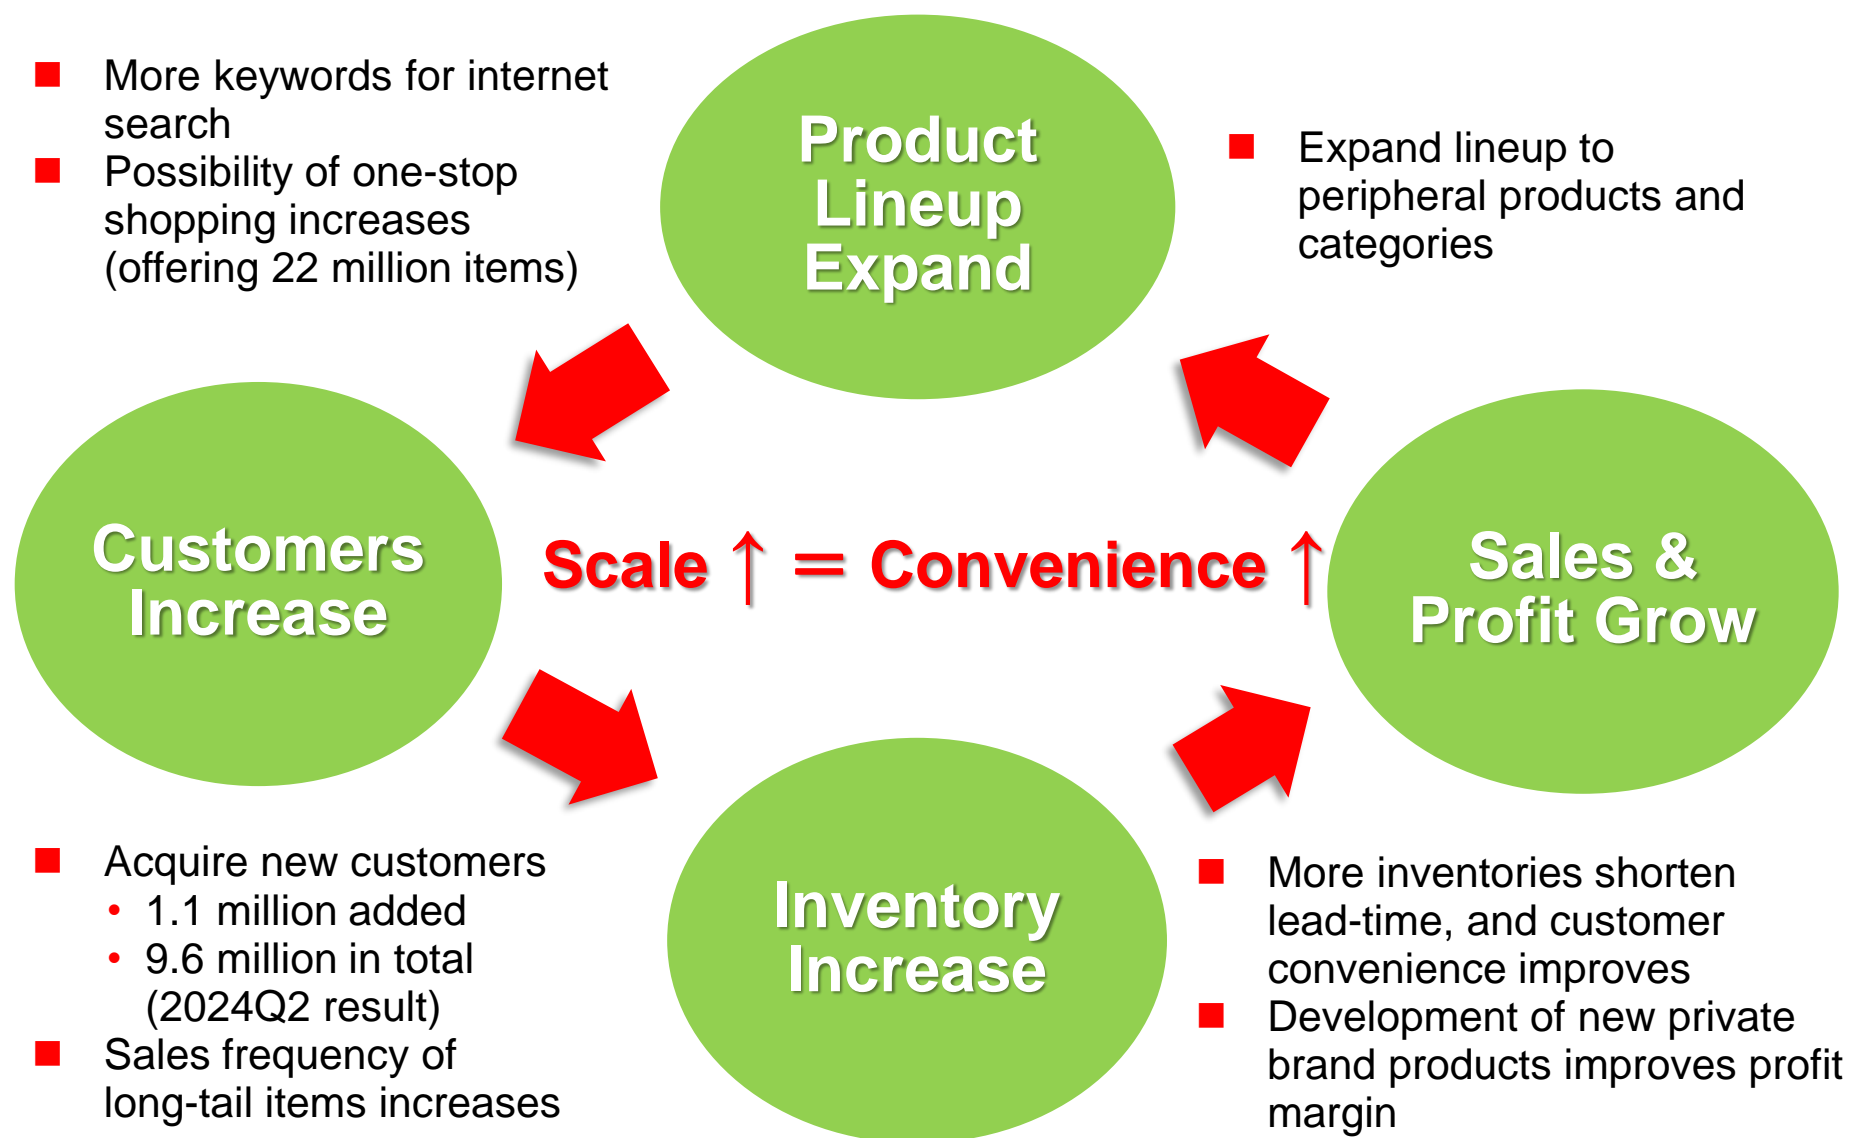 ■ More keywords for internet
search
■ Possibility of one-stop
shopping increases
(offering 22 million items)
Product
Lineup
Expand
■ Expand lineup to
peripheral products and
categories
Customers
Increase
Scale ↑ = Convenience ↑
Sales &
Profit Grow
■ Acquire new customers
• 1.1 million added
• 9.6 million in total
(2024Q2 result)
■ Sales frequency of
long-tail items increases
Inventory
Increase
■ More inventories shorten
lead-time, and customer
convenience improves
■ Development of new private
brand products improves profit
margin